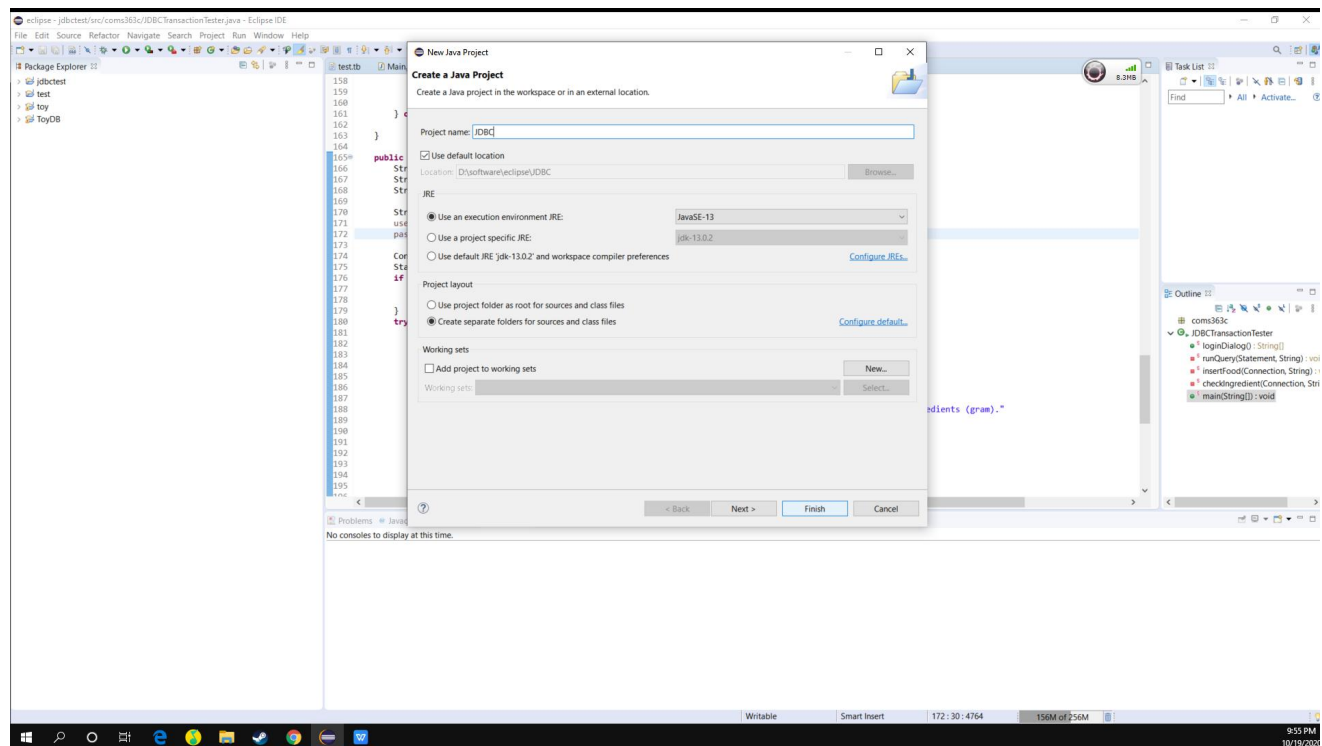 eclipse - jdbctest/src/coms363c/JDBCTransactionTester.java - Eclipse IDE
File Edit Source Refactor Navigate Search Project Run Window Help
Package Explorer
jdbctest
test
toy
ToyDB
test.tb Main
158
159
160
161 }
162
163 }
164
165 public
166 Str
167 Str
168 Str
169
170 Str
171 use
172 pas
173
174 Con
175 Sta
176 if
177
178
179 }
180 try
181
182
183
184
185
186
187
188 edients (gram)."
189
190
191
192
193
194
195
New Java Project
Create a Java Project
Create a Java project in the workspace or in an external location.
Project name: JDBC
Use default location
Location: D:\software\eclipse\JDBC Browse...
JRE
Use an execution environment JRE: JavaSE-13
Use a project specific JRE: jdk-13.0.2
Use default JRE 'jdk-13.0.2' and workspace compiler preferences Configure JREs...
Project layout
Use project folder as root for sources and class files
Create separate folders for sources and class files Configure default...
Working sets
Add project to working sets New...
Working sets: Select...
< Back Next > Finish Cancel
8.3MB
Task List
Find All Activate...
Outline
coms363c
JDBCTransactionTester
loginDialog() : String[]
runQuery(Statement, String) : voi
insertFood(Connection, String) :
checkIngredient(Connection, Stri
main(String[]) : void
Problems Javad
No consoles to display at this time.
Writable Smart Insert 172 : 30 : 4764 156M of 256M
9:55 PM
10/19/2020